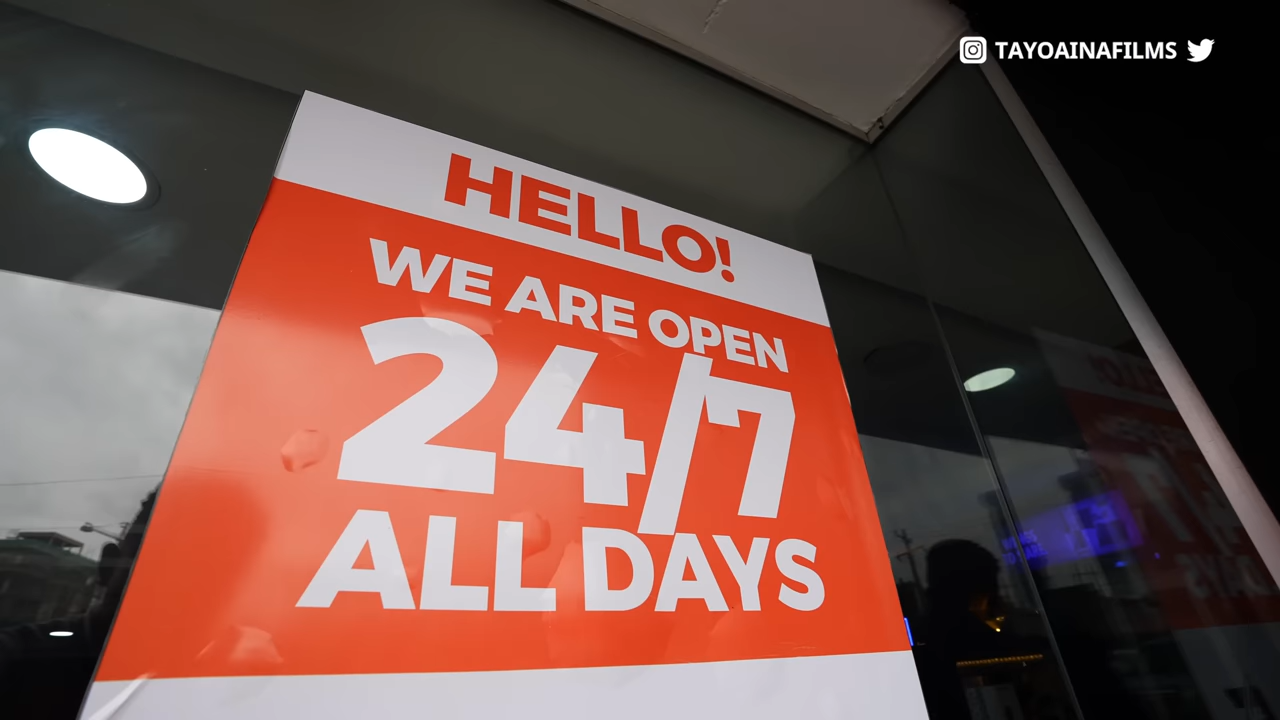 TAYOAINAFILMS
HELLO!
WE ARE OPEN
24/7
ALL DAYS